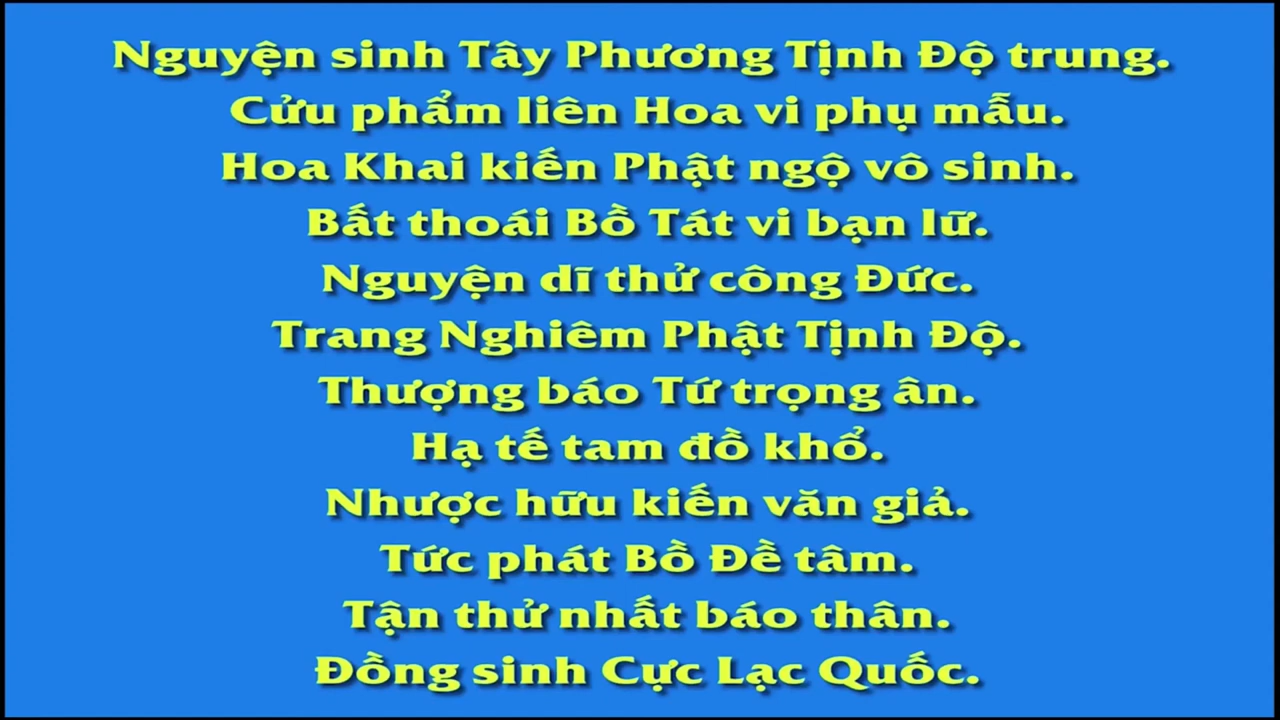 Nguyện sinh Tây Phương Tịnh Độ trung.
Cửu phẩm liên Hoa vi phụ mẫu.
Hoa Khai kiến Phật ngộ vô sinh.
Bất thoái Bồ Tát vi bạn lữ.
Nguyện dĩ thử công Đức.
Trang Nghiêm Phật Tịnh Độ.
Thượng báo Tứ trọng ân.
Hạ tế tam đồ khổ.
Nhược hữu kiến văn giả.
Tức phát Bồ Đề tâm.
Tận thử nhất báo thân.
Đồng sinh Cực Lạc Quốc.